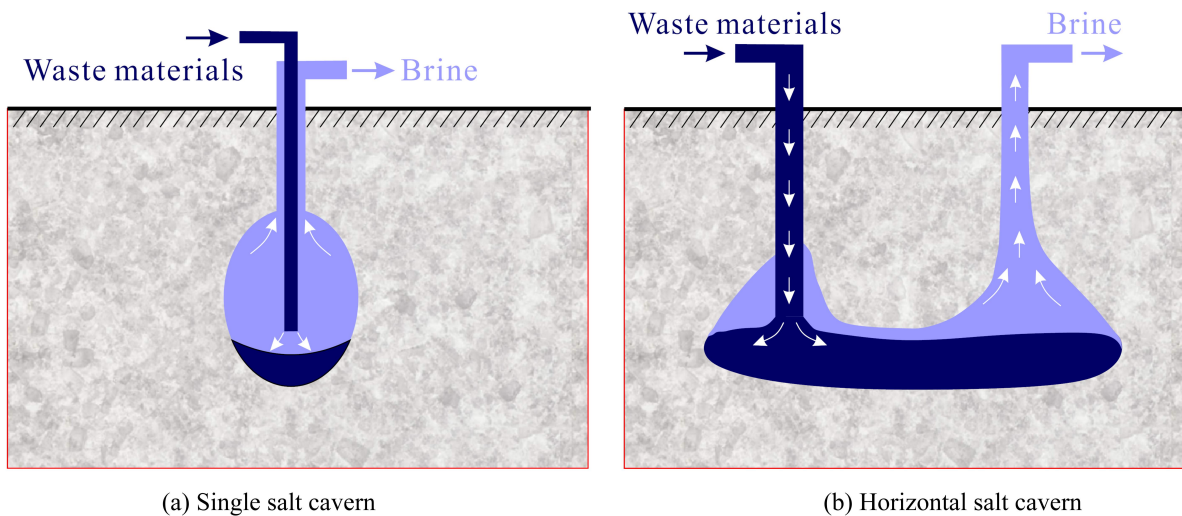 Waste materials
Brine
(a) Single salt cavern
Waste materials
Brine
(b) Horizontal salt cavern